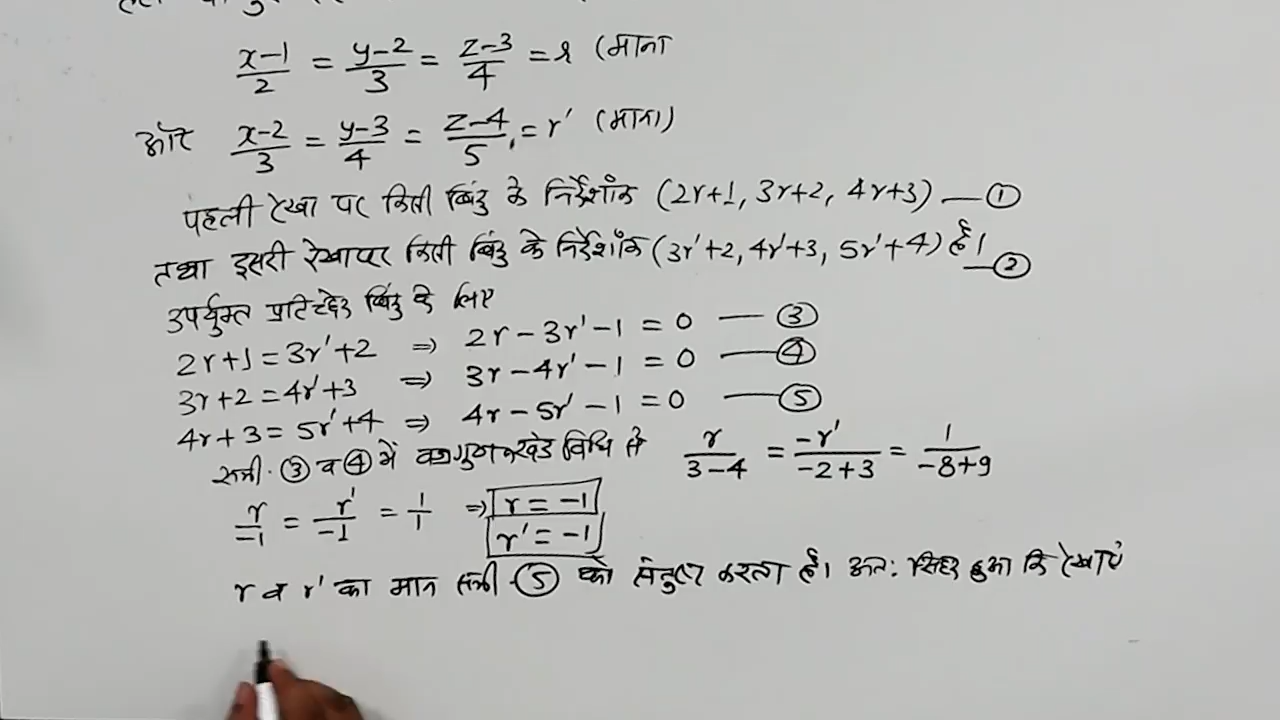 x-1/2 = y-2/3 = z-3/4 = r (माना
और x-2/3 = y-3/4 = z-4/5 = r' (माना)
पहली रेखा पर किसी बिंदु के निर्देशाँक (2r+1, 3r+2, 4r+3) — ①
तथा दूसरी रेखा पर किसी बिंदु के निर्देशाँक (3r'+2, 4r'+3, 5r'+4) है। — ②
उपर्युक्त प्रतिच्छेद बिंदु के लिए
2r+1 = 3r'+2 ⇒ 2r - 3r' - 1 = 0 — ③
3r+2 = 4r'+3 ⇒ 3r - 4r' - 1 = 0 — ④
4r+3 = 5r'+4 ⇒ 4r - 5r' - 1 = 0 — ⑤
समी. ③ व ④ में वज्रगुणनखंड विधि से r/3-4 = -r'/-2+3 = 1/-8+9
r/-1 = r'/-1 = 1/1 ⇒ r = -1
r' = -1
r व r' का मान समी. ⑤ को संतुष्ट करता है। अतः सिद्ध हुआ कि रेखाएं